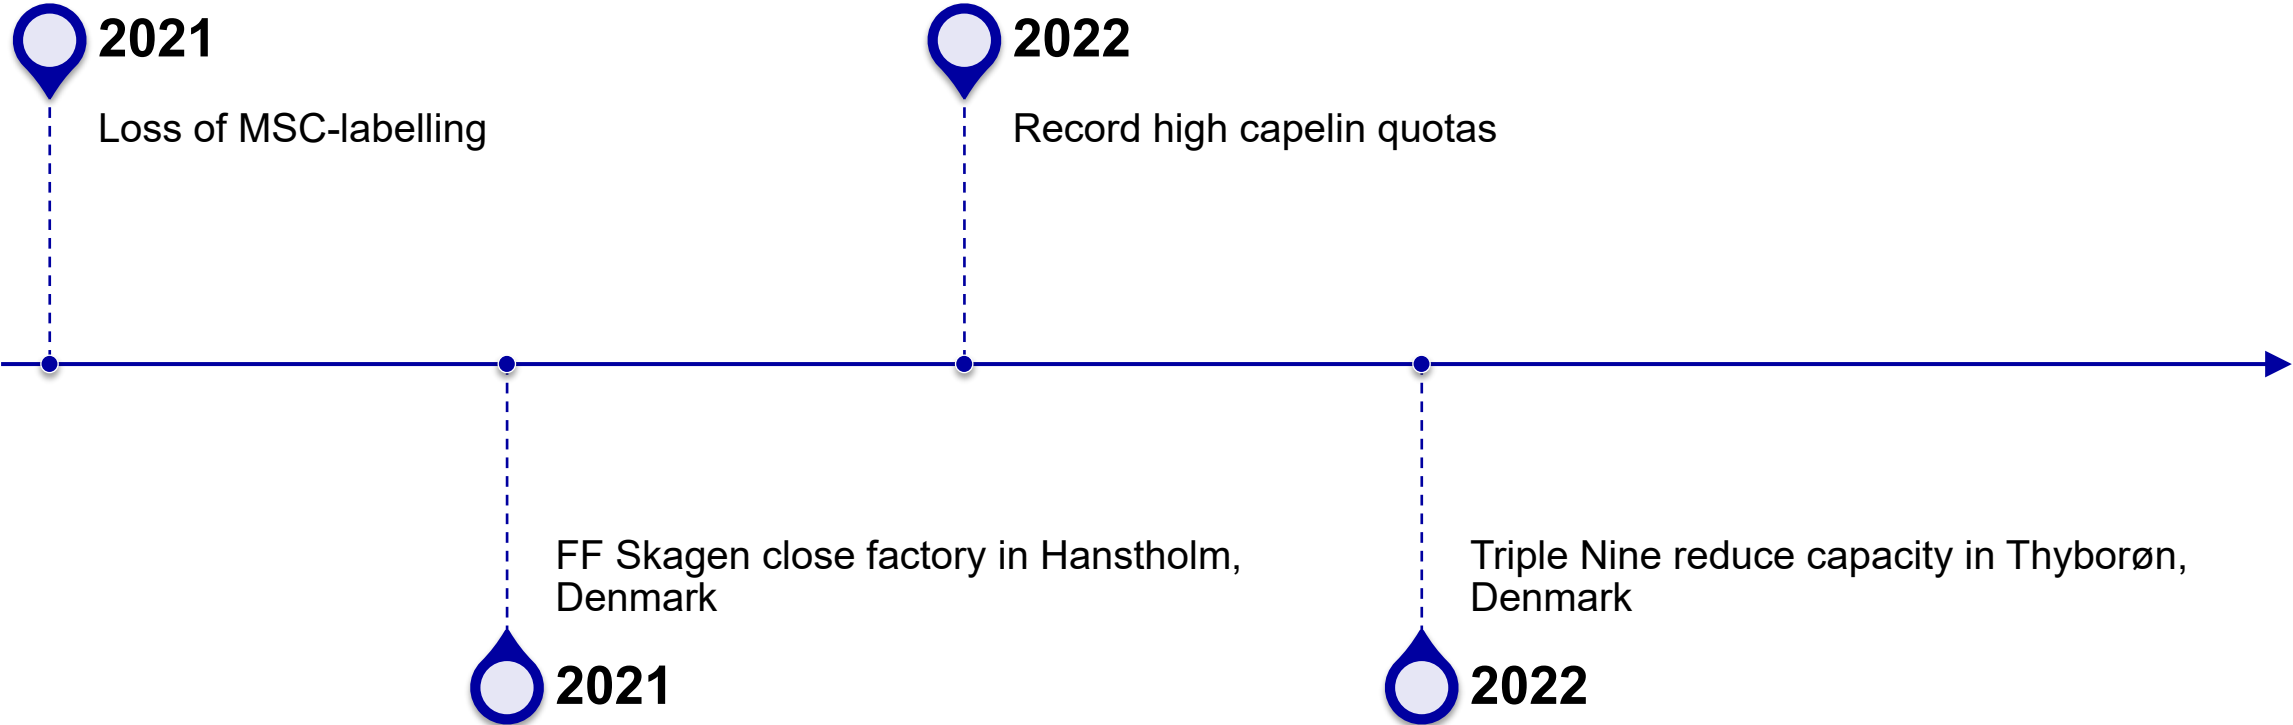 2021
Loss of MSC-labelling
FF Skagen close factory in Hanstholm,
Denmark
2021
2022
Record high capelin quotas
Triple Nine reduce capacity in Thyborøn,
Denmark
2022